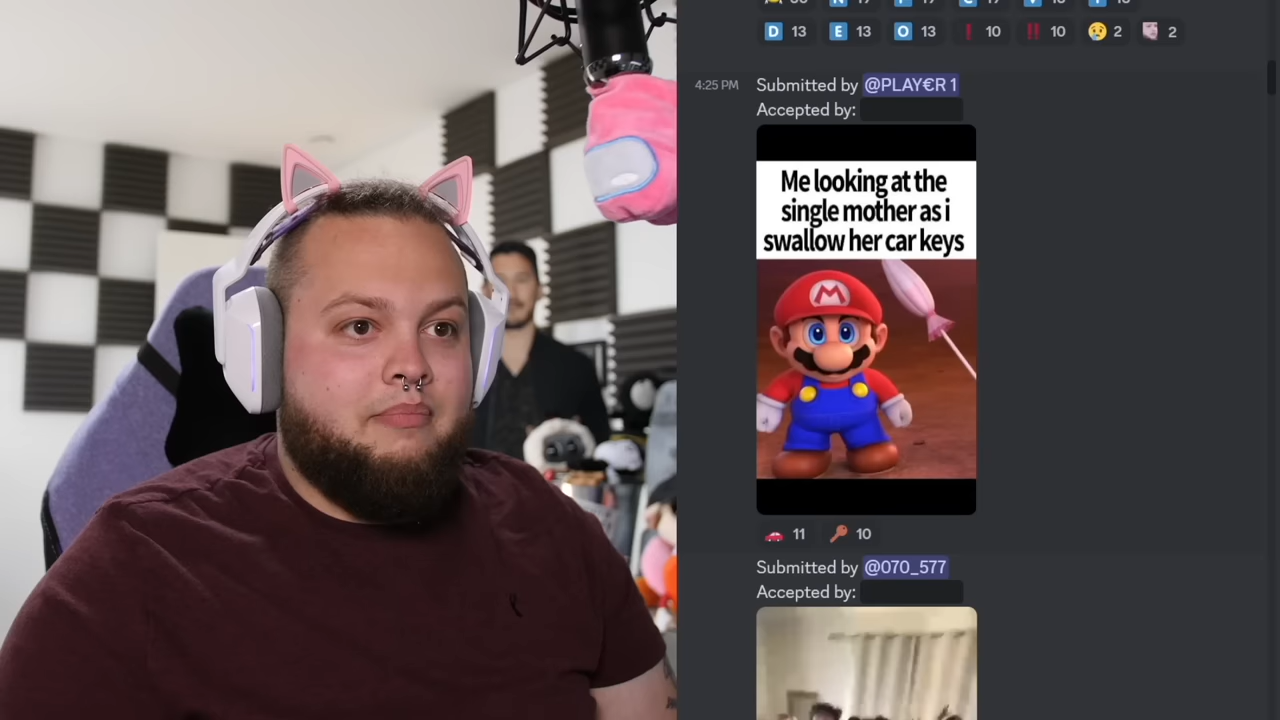 D 13 E 13 O 13 10 10 2 2
4:25 PM
Submitted by @PLAY€R 1
Accepted by:
Me looking at the
single mother as i
swallow her car keys
M
11 10
Submitted by @070_577
Accepted by: